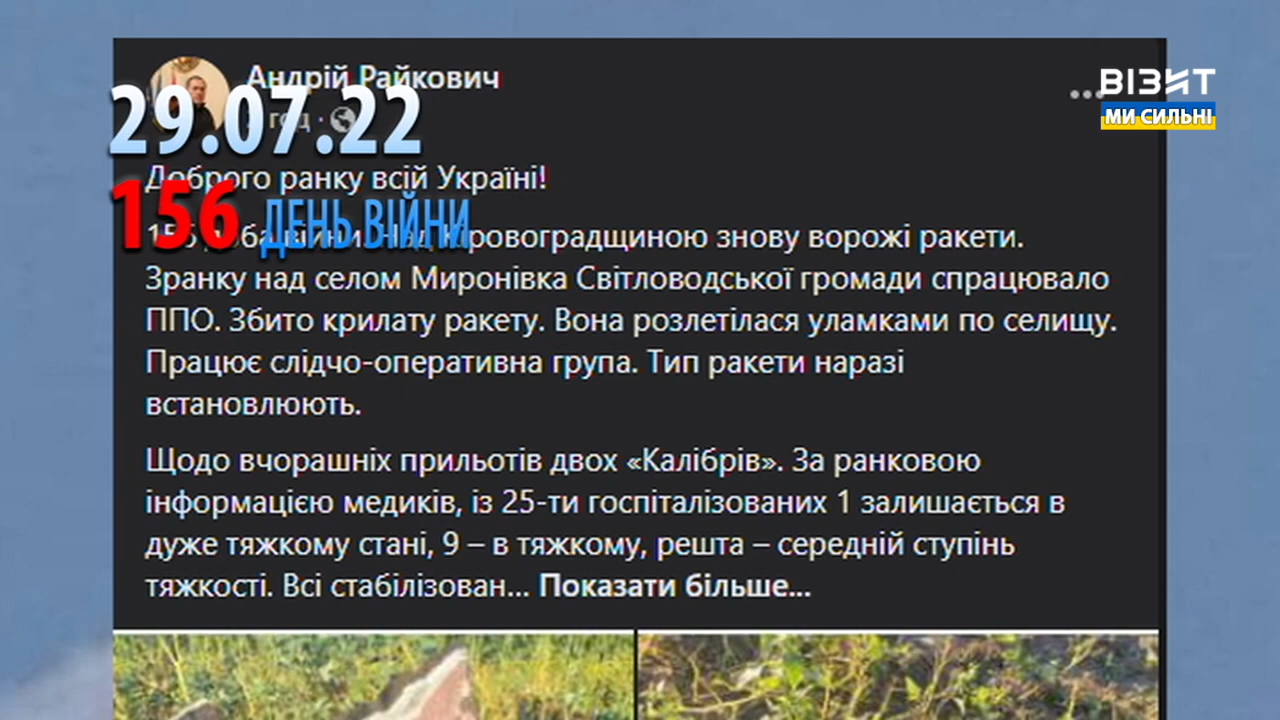 Андрій Райкович
ВІЗИТ
МИ СИЛЬНІ
29.07.22
год
Доброго ранку всій Україні!
156 ДЕНЬ ВІЙНИ
знову ворожі ракети.
Зранку над селом Миронівка Світловодської громади спрацювало
ППО. Збито крилату ракету. Вона розлетілася уламками по селищу.
Працює слідчо-оперативна група. Тип ракети наразі
встановлюють.
Щодо вчорашніх прильотів двох «Калібрів». За ранковою
інформацією медиків, із 25-ти госпіталізованих 1 залишається в
дуже тяжкому стані, 9 – в тяжкому, решта – середній ступінь
тяжкості. Всі стабілізован... Показати більше...